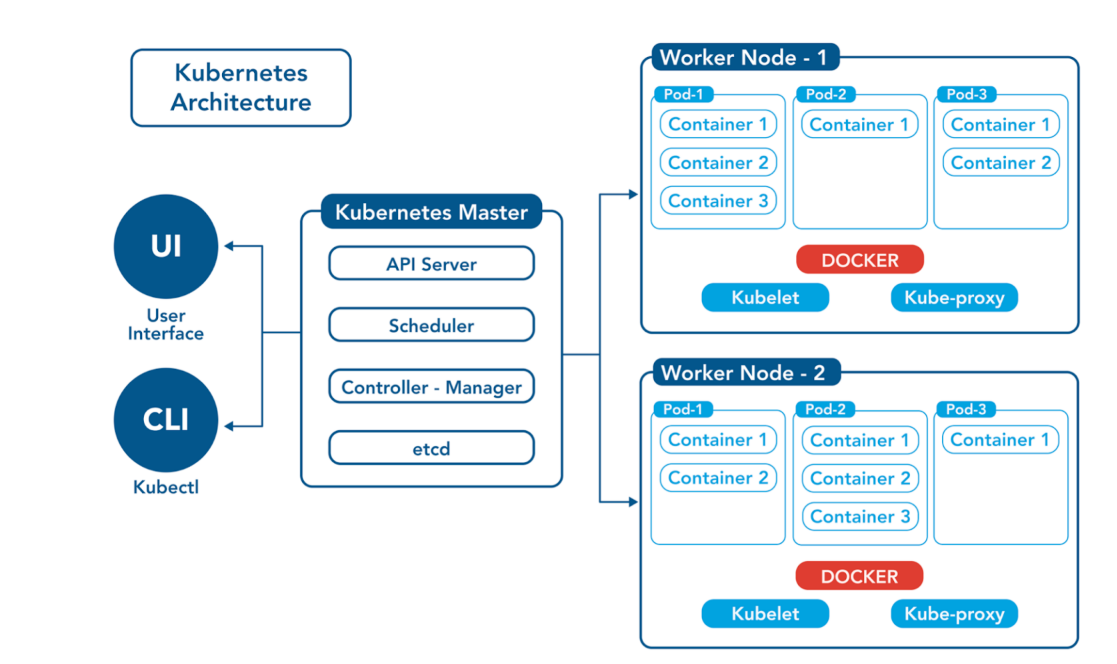 Kubernetes
Architecture
UI
User
Interface
CLI
Kubectl
Kubernetes Master
API Server
Scheduler
Controller - Manager
etcd
Worker Node - 1
Pod-1
Container 1
Container 2
Container 3
Pod-2
Container 1
Pod-3
Container 1
Container 2
DOCKER
Kubelet
Kube-proxy
Worker Node - 2
Pod-1
Container 1
Container 2
Pod-2
Container 1
Container 2
Container 3
Pod-3
Container 1
DOCKER
Kubelet
Kube-proxy